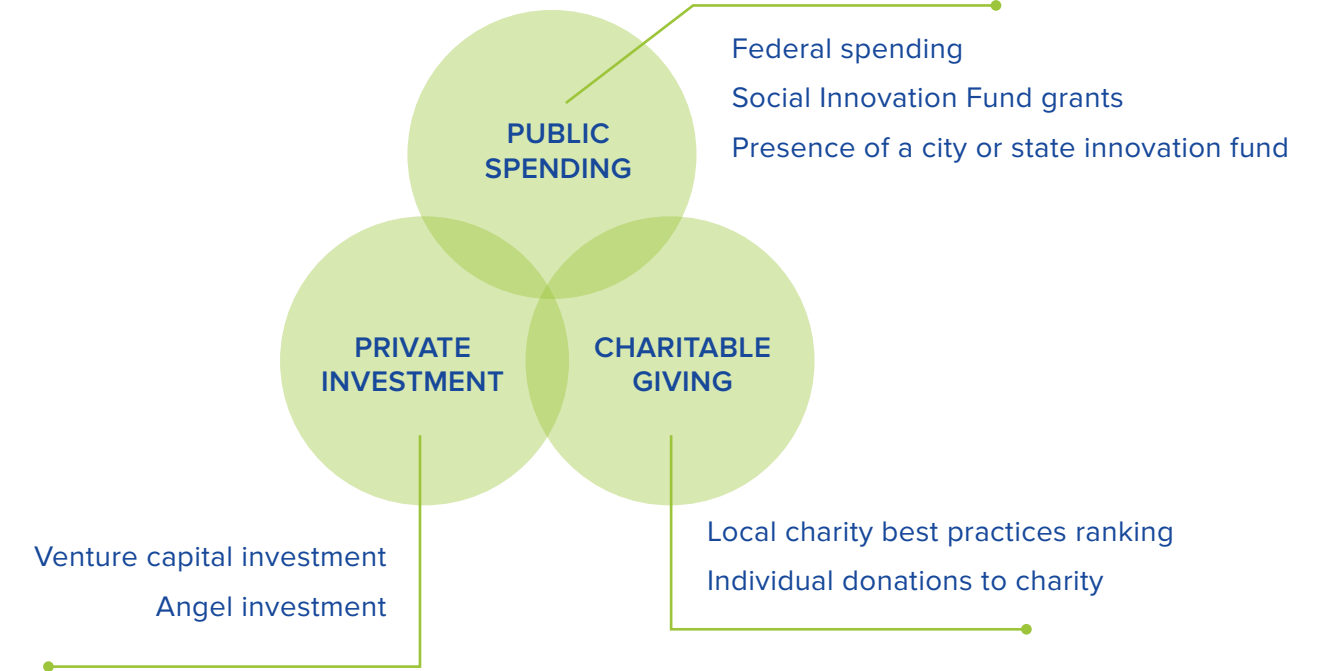 Federal spending
Social Innovation Fund grants
Presence of a city or state innovation fund
PUBLIC
SPENDING
PRIVATE
INVESTMENT
CHARITABLE
GIVING
Venture capital investment
Angel investment
Local charity best practices ranking
Individual donations to charity